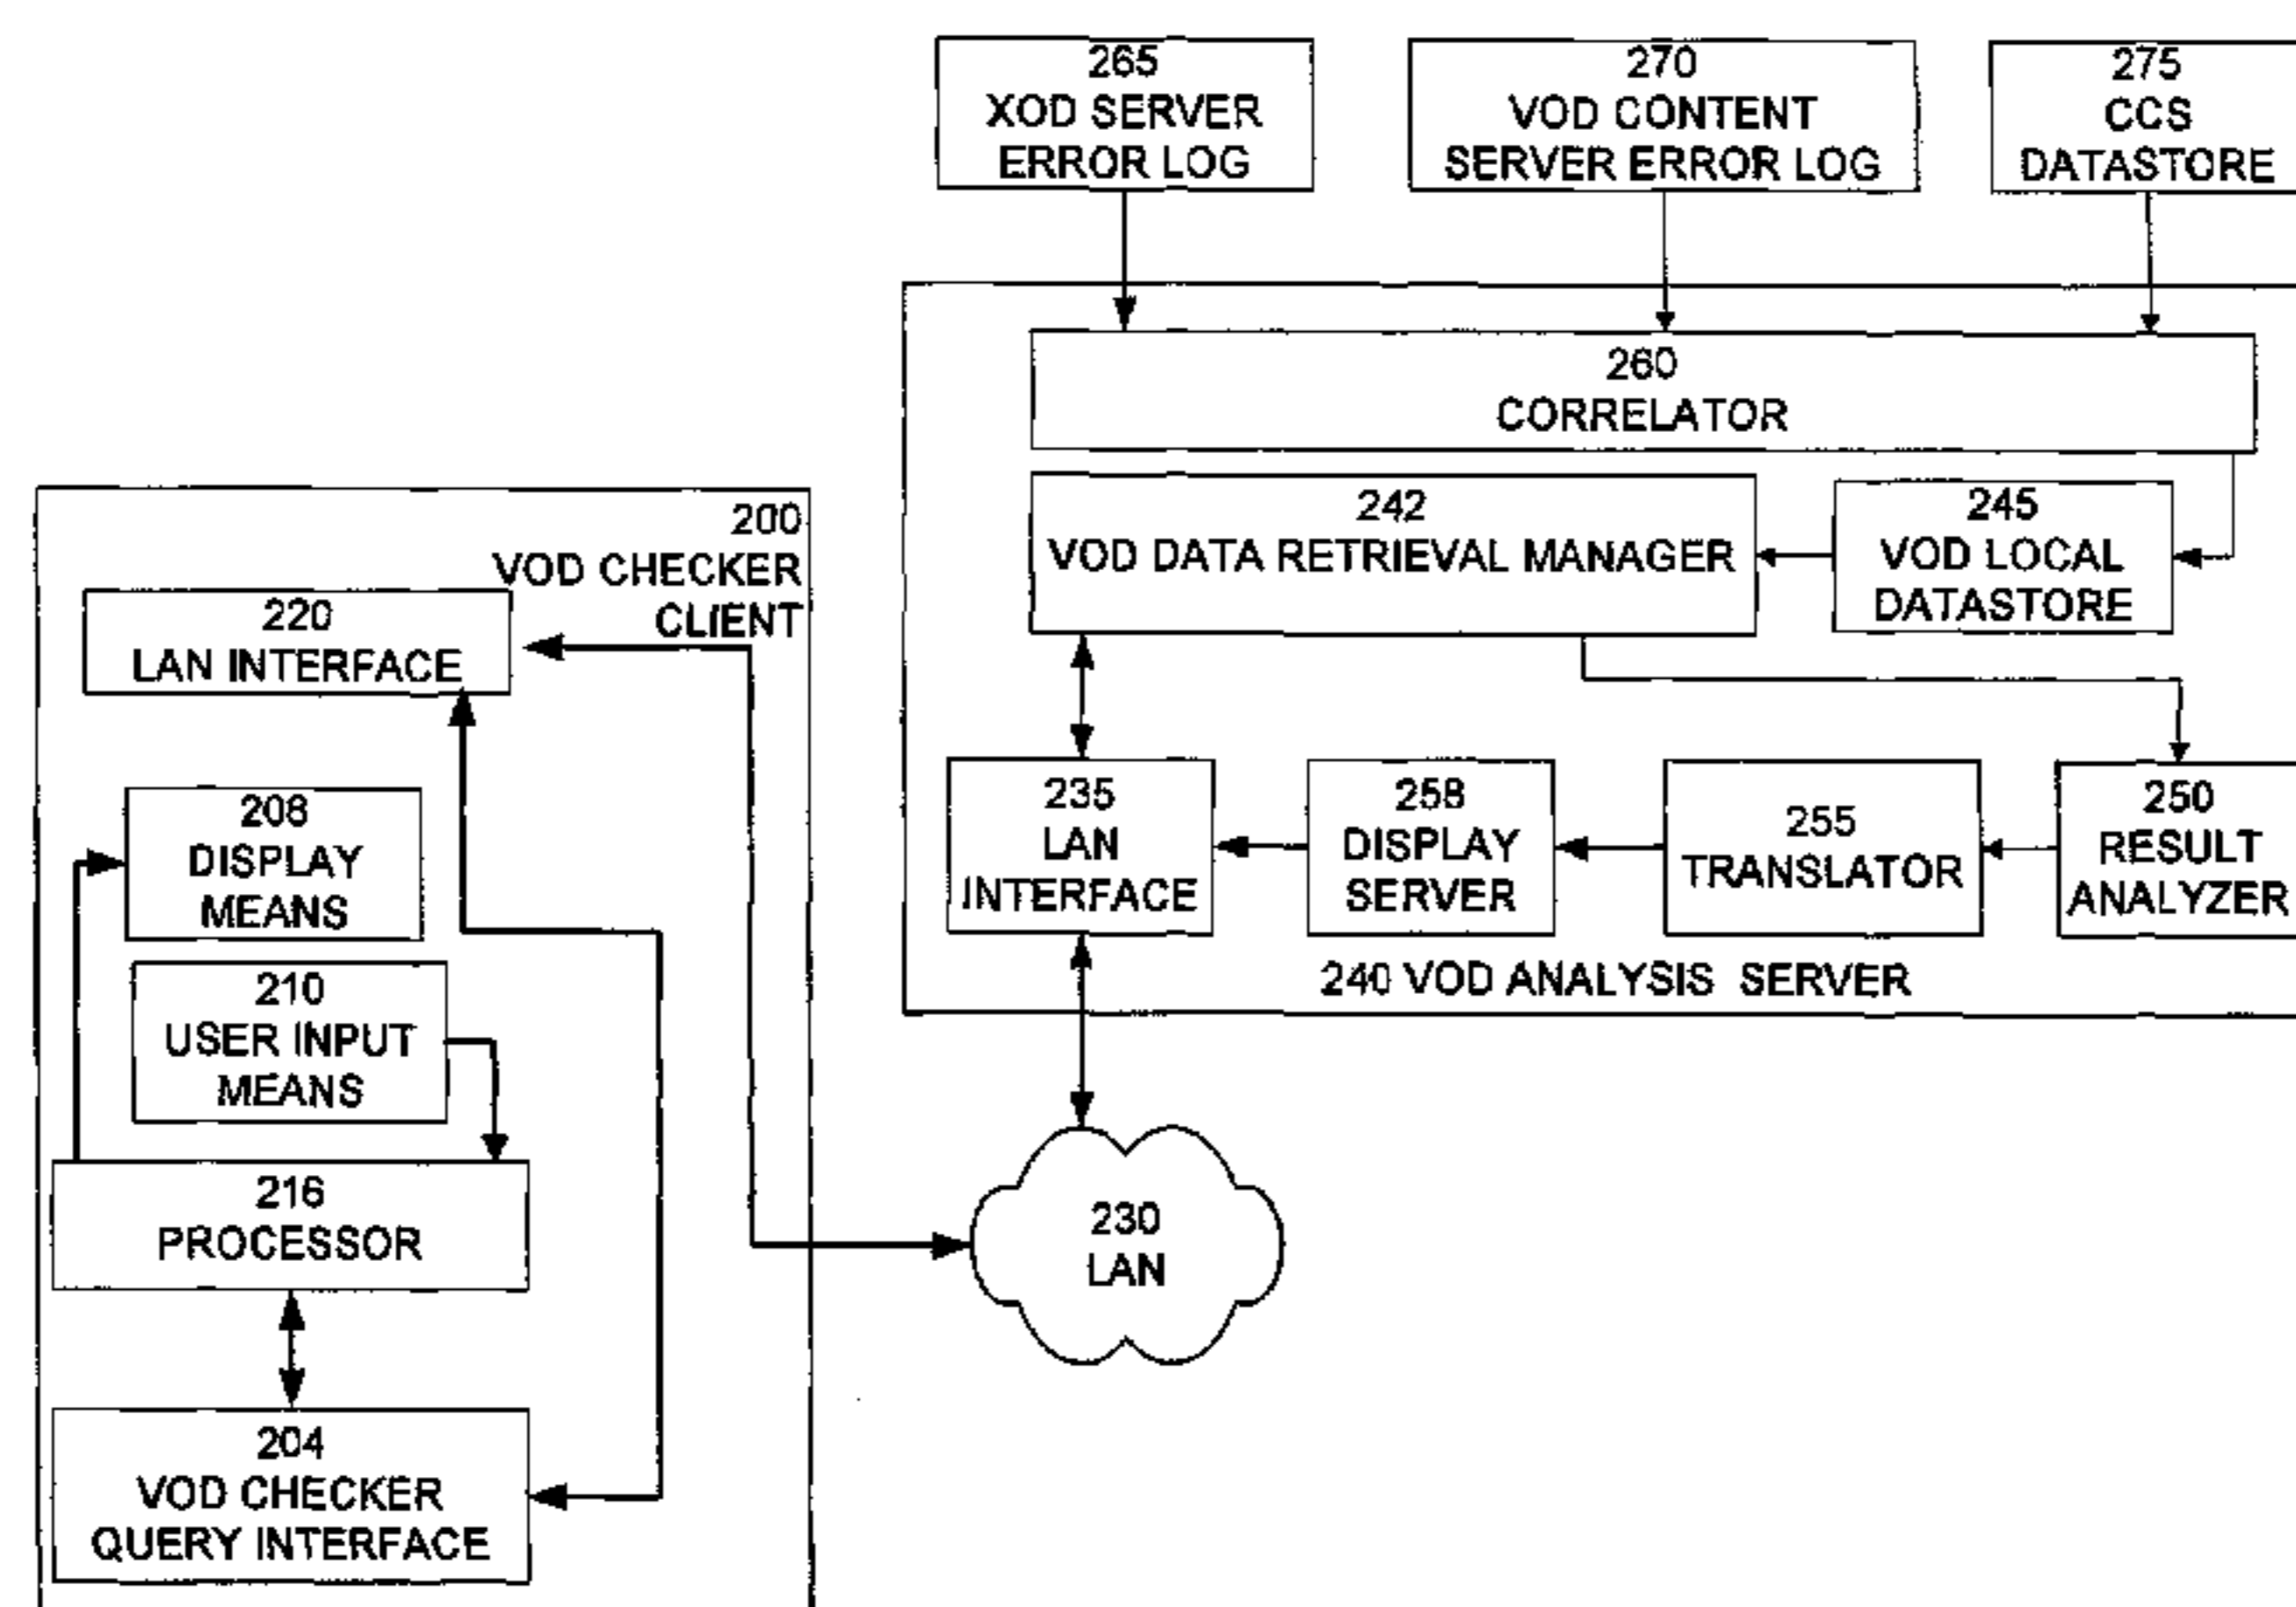 265
XOD SERVER
ERROR LOG
270
VOD CONTENT
SERVER ERROR LOG
275
CCS
DATASTORE
260
CORRELATOR
242
VOD DATA RETRIEVAL MANAGER
245
VOD LOCAL
DATASTORE
200
VOD CHECKER
CLIENT
220
LAN INTERFACE
208
DISPLAY
MEANS
210
USER INPUT
MEANS
216
PROCESSOR
204
VOD CHECKER
QUERY INTERFACE
235
LAN
INTERFACE
258
DISPLAY
SERVER
255
TRANSLATOR
250
RESULT
ANALYZER
240 VOD ANALYSIS SERVER
230
LAN